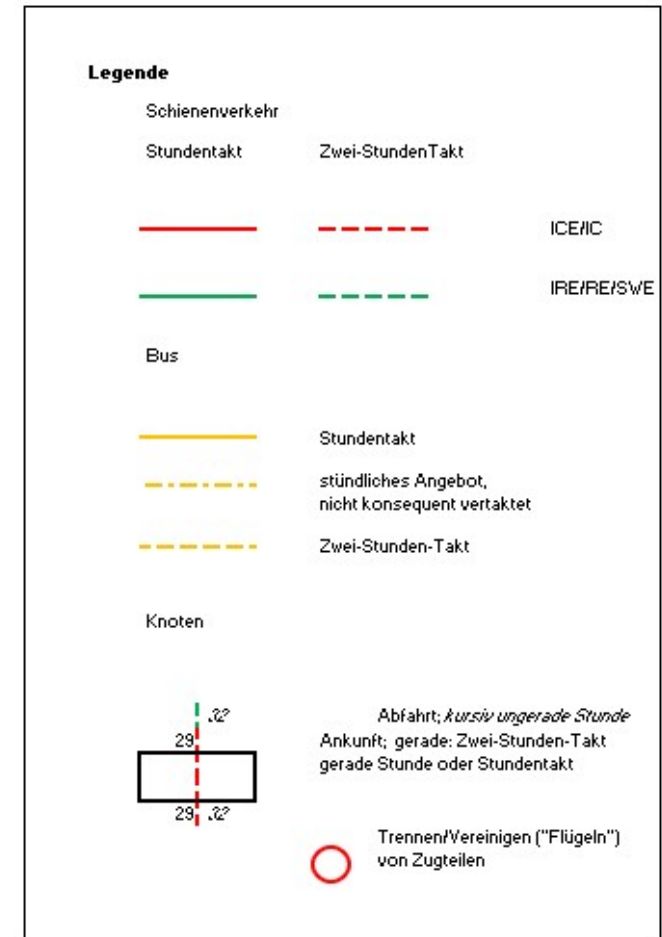 Legende
Schienenverkehr
Stundentakt Zwei-StundenTakt
ICE/IC
IRE/RE/SWE
Bus
Stundentakt
stündliches Angebot,
nicht konsequent vertaktet
Zwei-Stunden-Takt
Knoten
32 Abfahrt; kursiv ungerade Stunde
29 Ankunft; gerade: Zwei-Stunden-Takt
gerade Stunde oder Stundentakt
29 32
Trennen/Vereinigen ("Flügeln")
von Zugteilen